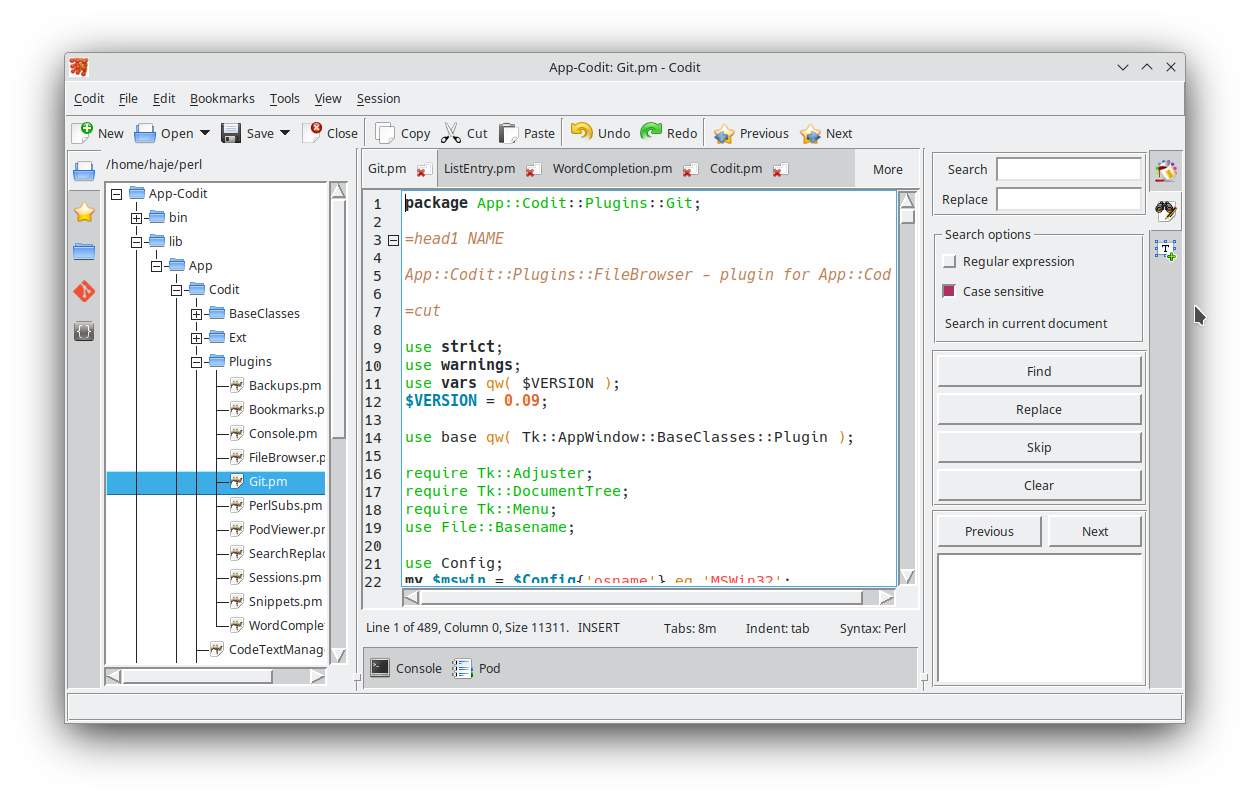 App-Codit: Git.pm - Codit
Codit File Edit Bookmarks Tools View Session
New Open Save Close Copy Cut Paste Undo Redo Previous Next
/home/haje/perl
App-Codit
bin
lib
App
Codit
BaseClasses
Ext
Plugins
Backups.pm
Bookmarks.p
Console.pm
FileBrowser.p
Git.pm
PerlSubs.pm
PodViewer.pr
SearchReplac
Sessions.pm
Snippets.pm
WordComple
CodeTextManag
Git.pm ListEntry.pm WordCompletion.pm Codit.pm More
1 package App::Codit::Plugins::Git;
2
3 =head1 NAME
4
5 App::Codit::Plugins::FileBrowser - plugin for App::Cod
6
7 =cut
8
9 use strict;
10 use warnings;
11 use vars qw( $VERSION );
12 $VERSION = 0.09;
13
14 use base qw( Tk::AppWindow::BaseClasses::Plugin );
15
16 require Tk::Adjuster;
17 require Tk::DocumentTree;
18 require Tk::Menu;
19 use File::Basename;
20
21 use Config;
22 my $mswin = $Config{'osname'} eq 'MSWin32';
Line 1 of 489, Column 0, Size 11311. INSERT Tabs: 8m Indent: tab Syntax: Perl
Console Pod
Search
Replace
Search options
Regular expression
Case sensitive
Search in current document
Find
Replace
Skip
Clear
Previous Next